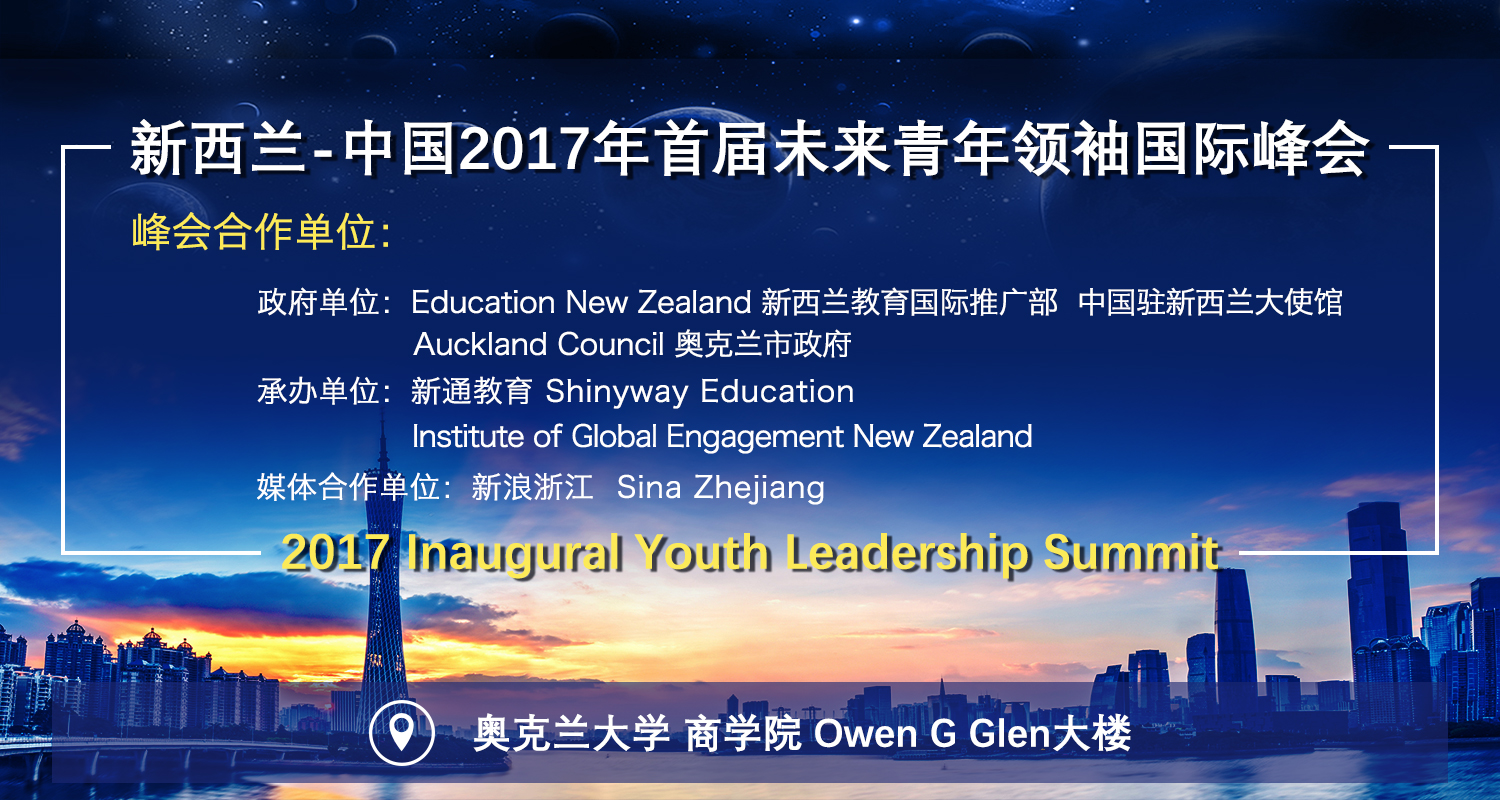 新西兰-中国2017年首届未来青年领袖国际峰会
峰会合作单位：
政府单位：Education New Zealand 新西兰教育国际推广部 中国驻新西兰大使馆
Auckland Council 奥克兰市政府
承办单位：新通教育 Shinyway Education
Institute of Global Engagement New Zealand
媒体合作单位：新浪浙江 Sina Zhejiang
2017 Inaugural Youth Leadership Summit
奥克兰大学 商学院 Owen G Glen大楼